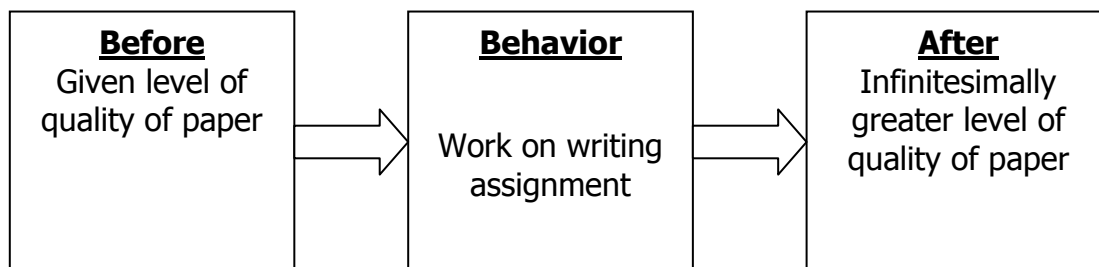 Before
Given level of
quality of paper
Behavior
Work on writing
assignment
After
Infinitesimally
greater level of
quality of paper